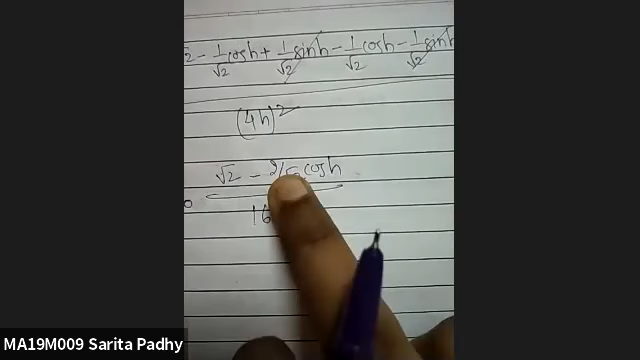 √2 - 1/√2 cosh + 1/√2 sinh - 1/√2 cosh - 1/√2 sinh
(4h)²
√2 - 2/√2 cosh
16
MA19M009 Sarita Padhy